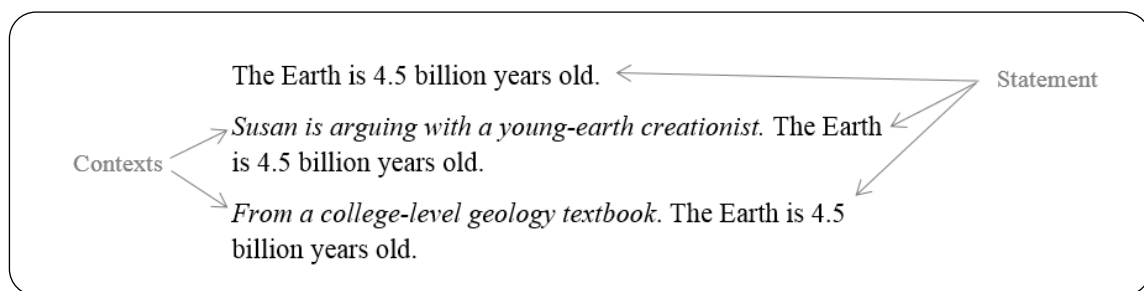 The Earth is 4.5 billion years old.
Statement
Susan is arguing with a young-earth creationist. The Earth
is 4.5 billion years old.
Contexts
From a college-level geology textbook. The Earth is 4.5
billion years old.